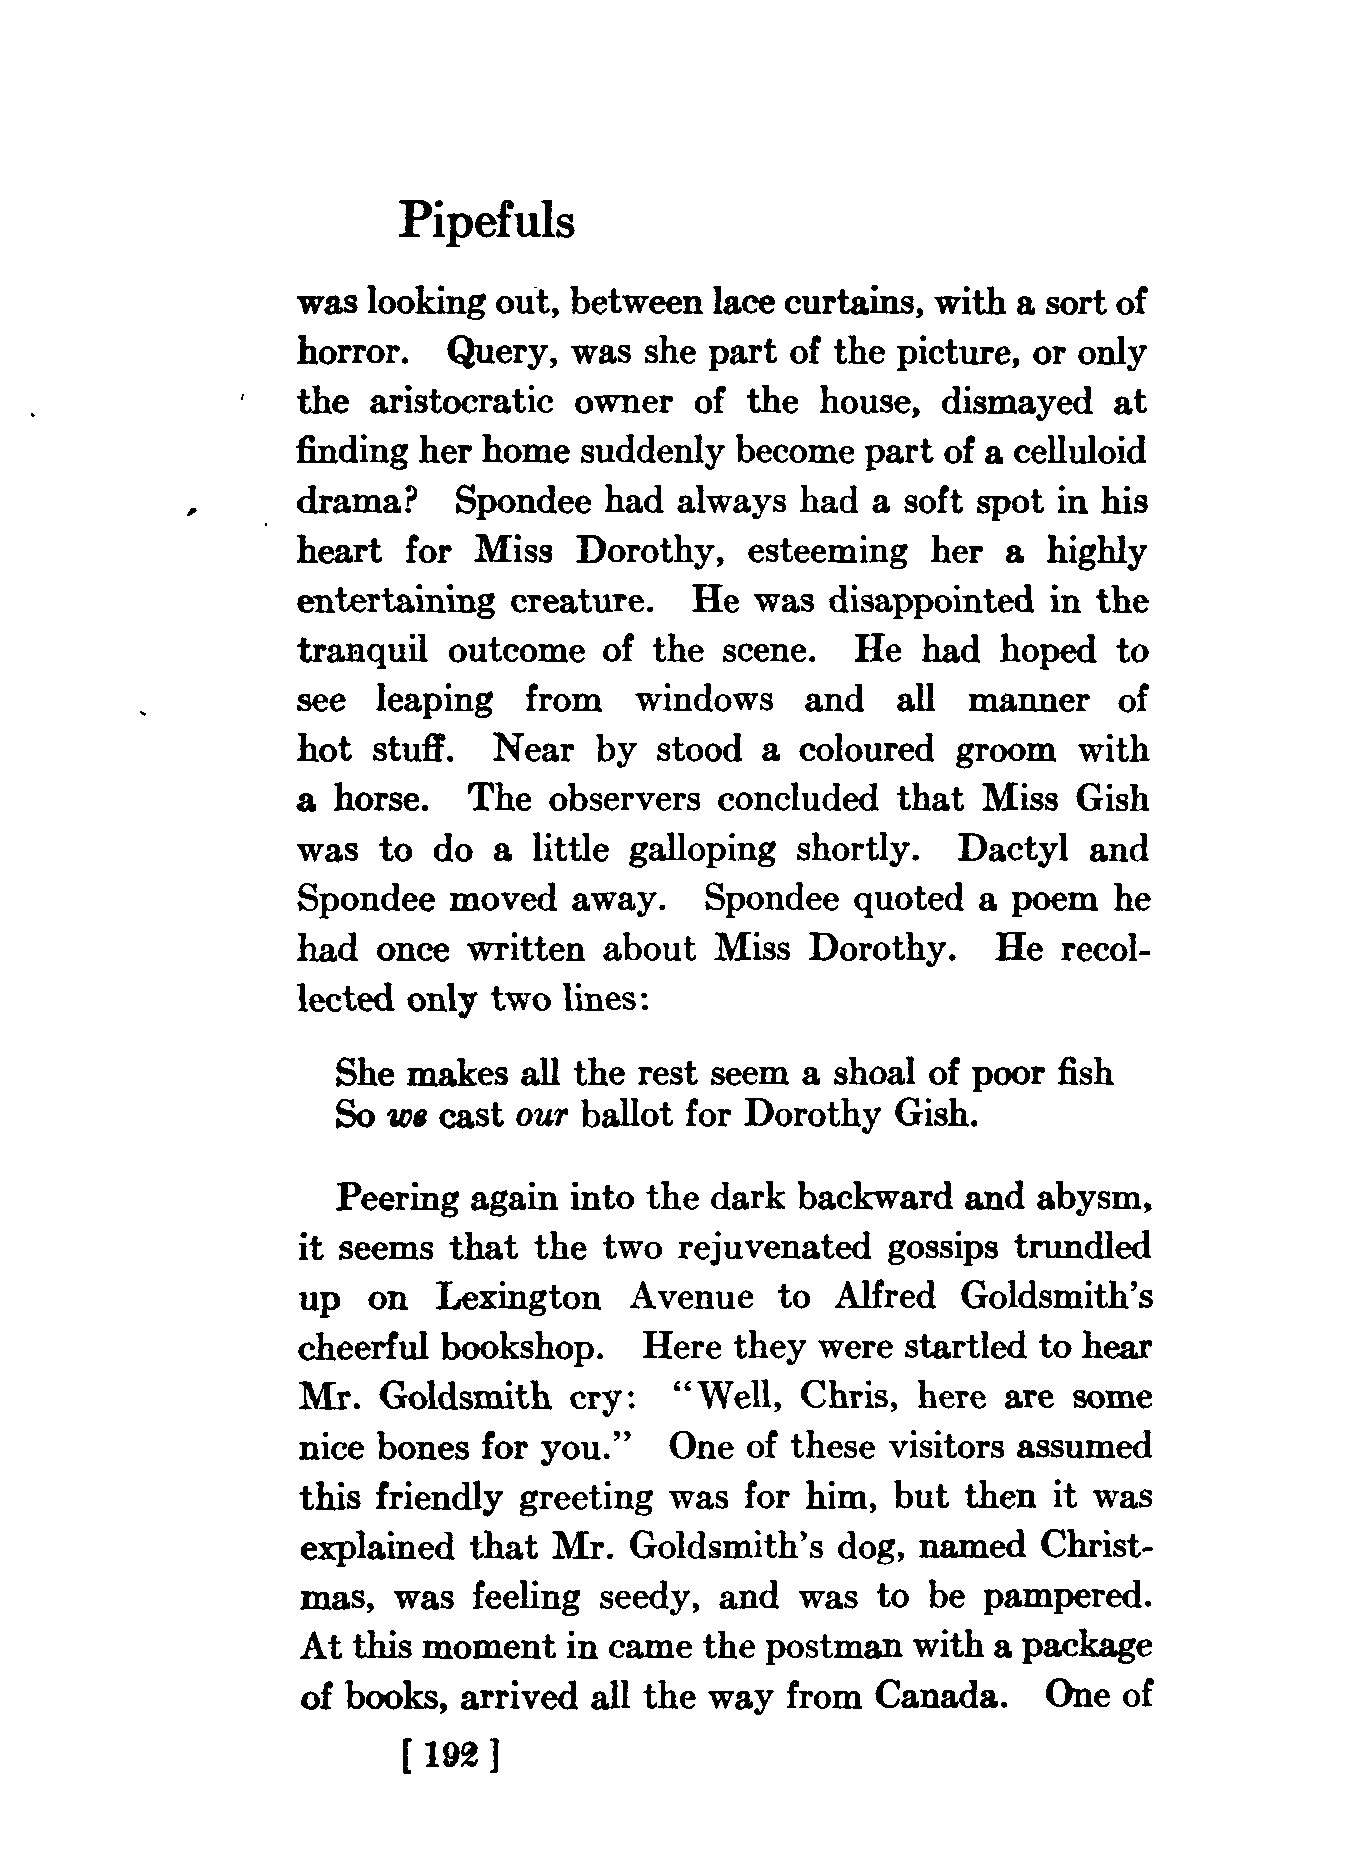 Pipefuls
was looking out, between lace curtains, with a sort of
horror. Query, was she part of the picture, or only
the aristocratic owner of the house, dismayed at
finding her home suddenly become part of a celluloid
drama? Spondee had always had a soft spot in his
heart for Miss Dorothy, esteeming her a highly
entertaining creature. He was disappointed in the
tranquil outcome of the scene. He had hoped to
see leaping from windows and all manner of
hot stuff. Near by stood a coloured groom with
a horse. The observers concluded that Miss Gish
was to do a little galloping shortly. Dactyl and
Spondee moved away. Spondee quoted a poem he
had once written about Miss Dorothy. He recol-
lected only two lines:
She makes all the rest seem a shoal of poor fish
So we cast our ballot for Dorothy Gish.
Peering again into the dark backward and abysm,
it seems that the two rejuvenated gossips trundled
up on Lexington Avenue to Alfred Goldsmith's
cheerful bookshop. Here they were startled to hear
Mr. Goldsmith cry: "Well, Chris, here are some
nice bones for you." One of these visitors assumed
this friendly greeting was for him, but then it was
explained that Mr. Goldsmith's dog, named Christ-
mas, was feeling seedy, and was to be pampered.
At this moment in came the postman with a package
of books, arrived all the way from Canada. One of
[ 192 ]